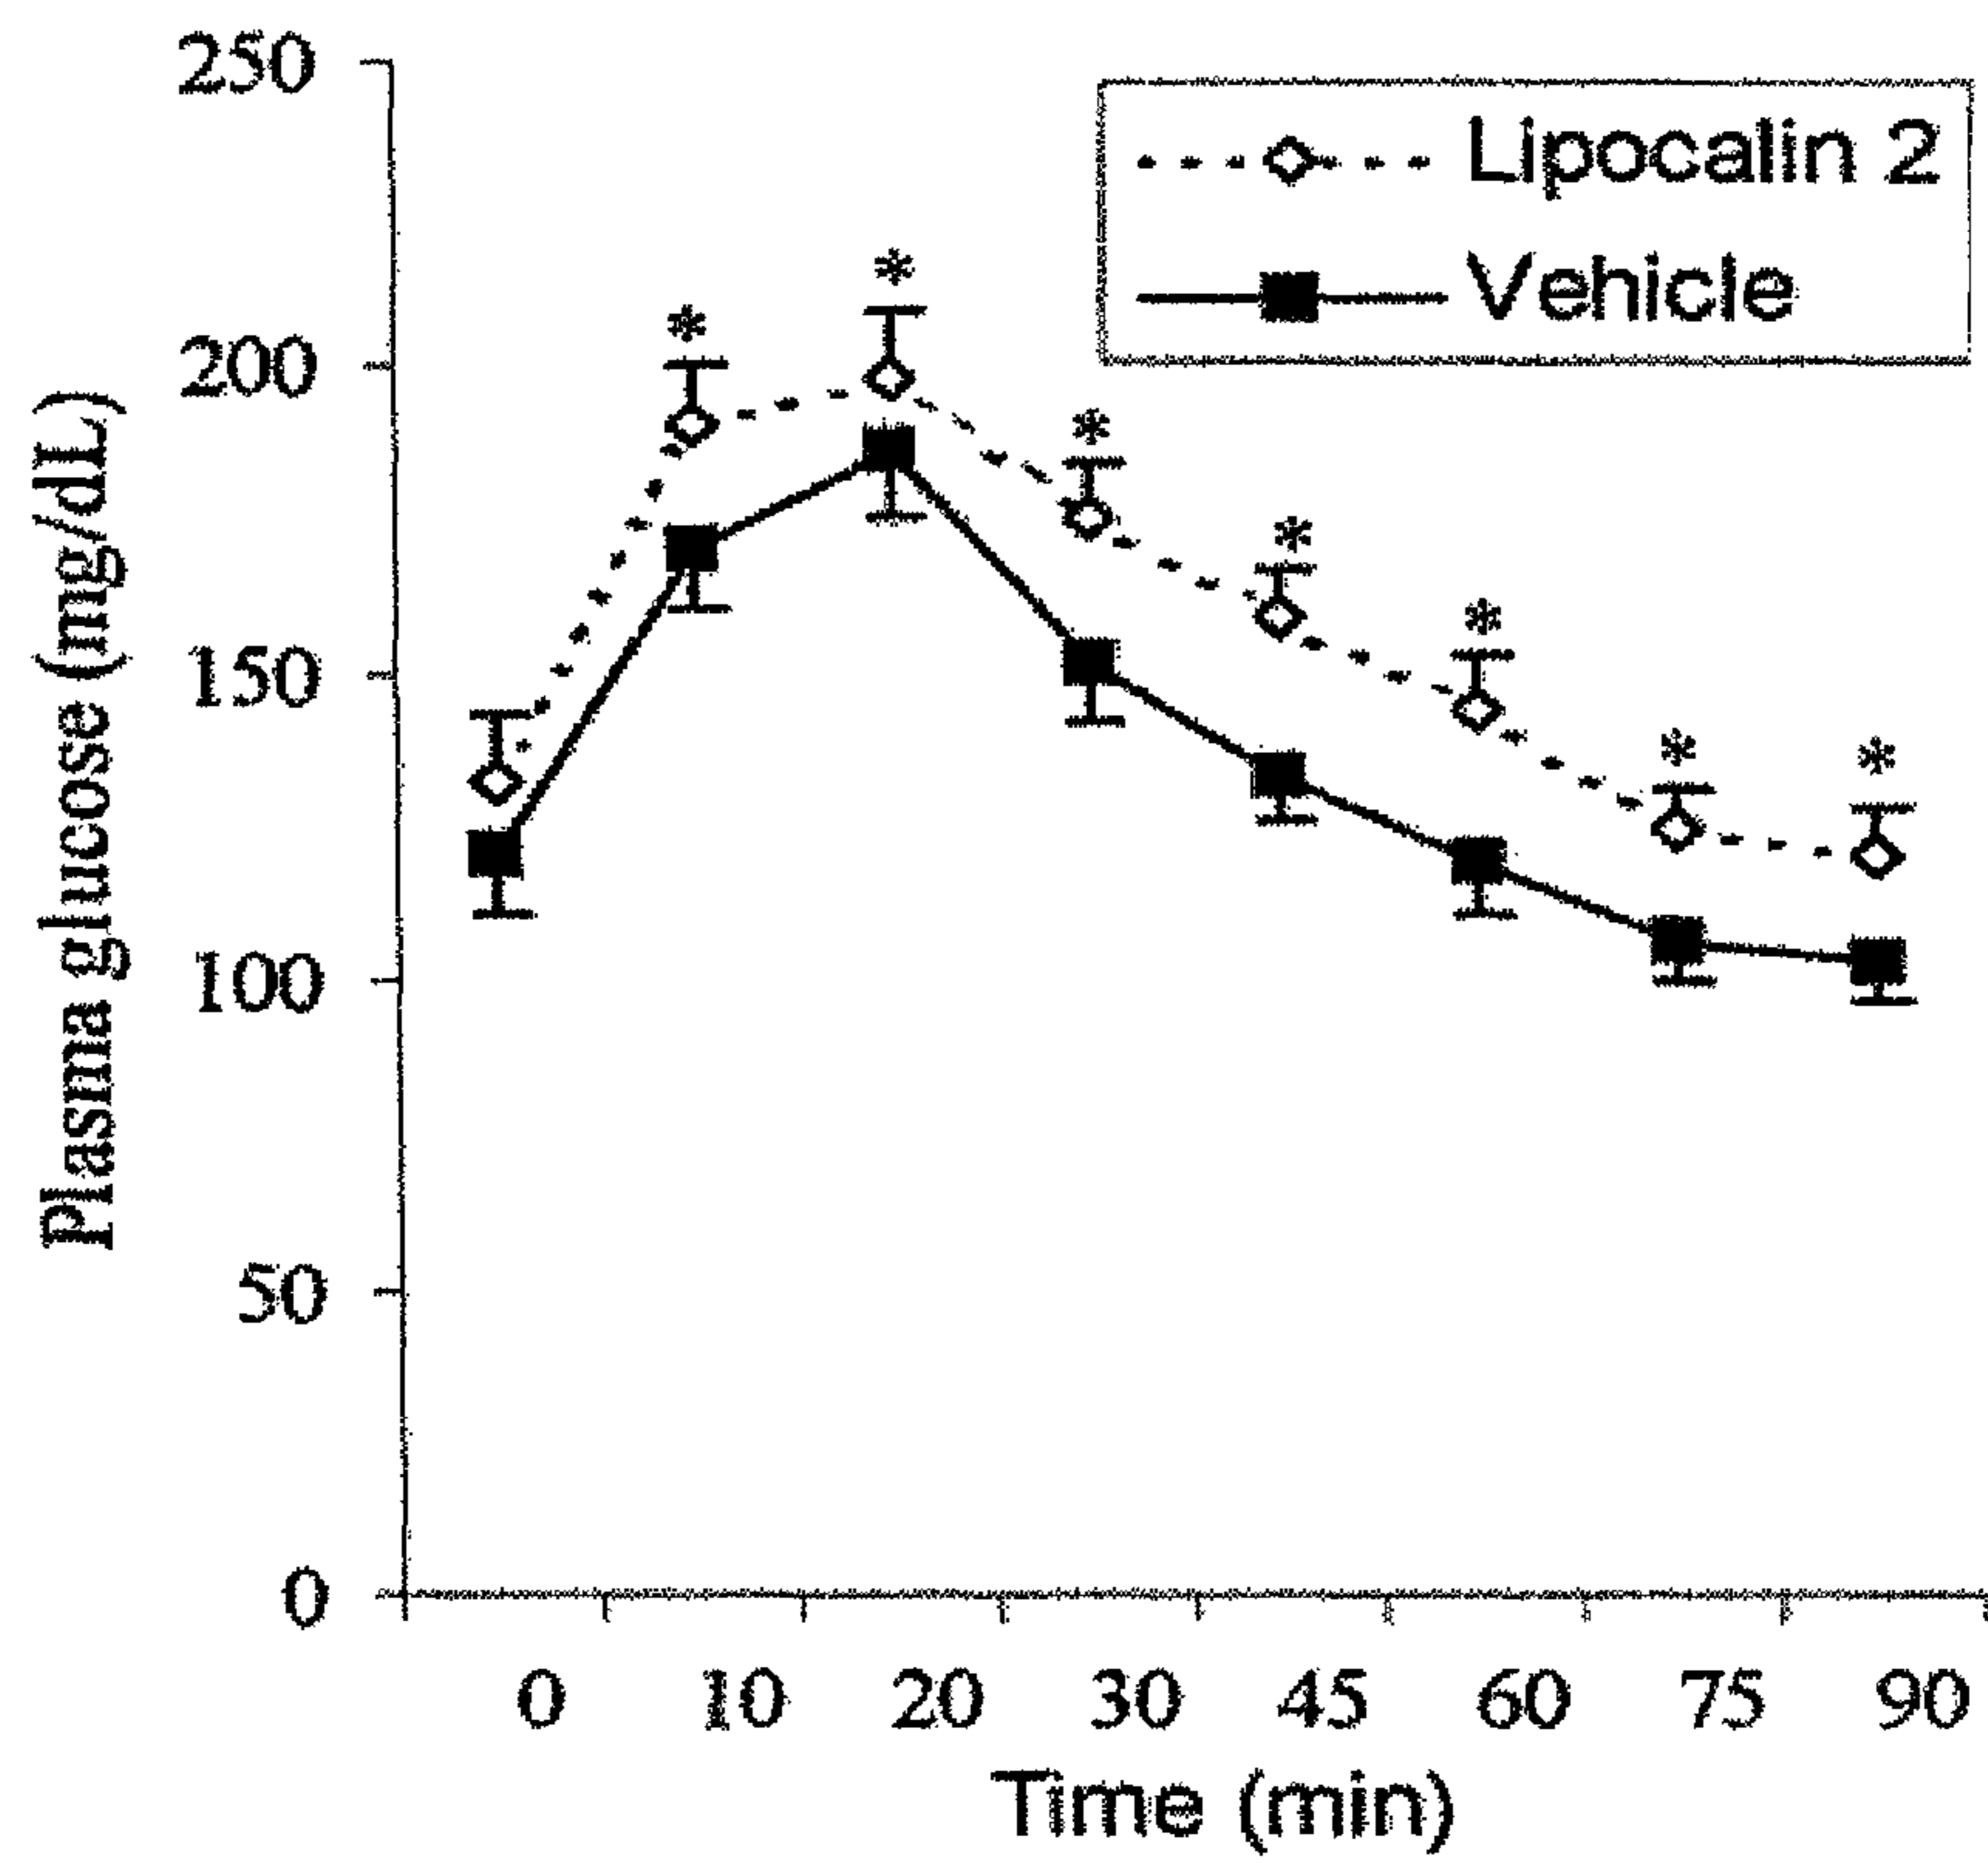 250
200
150
100
50
0
Plasma glucose (mg/dL)
Lipocalin 2
Vehicle
*
*
*
*
*
*
*
0 10 20 30 45 60 75 90
Time (min)